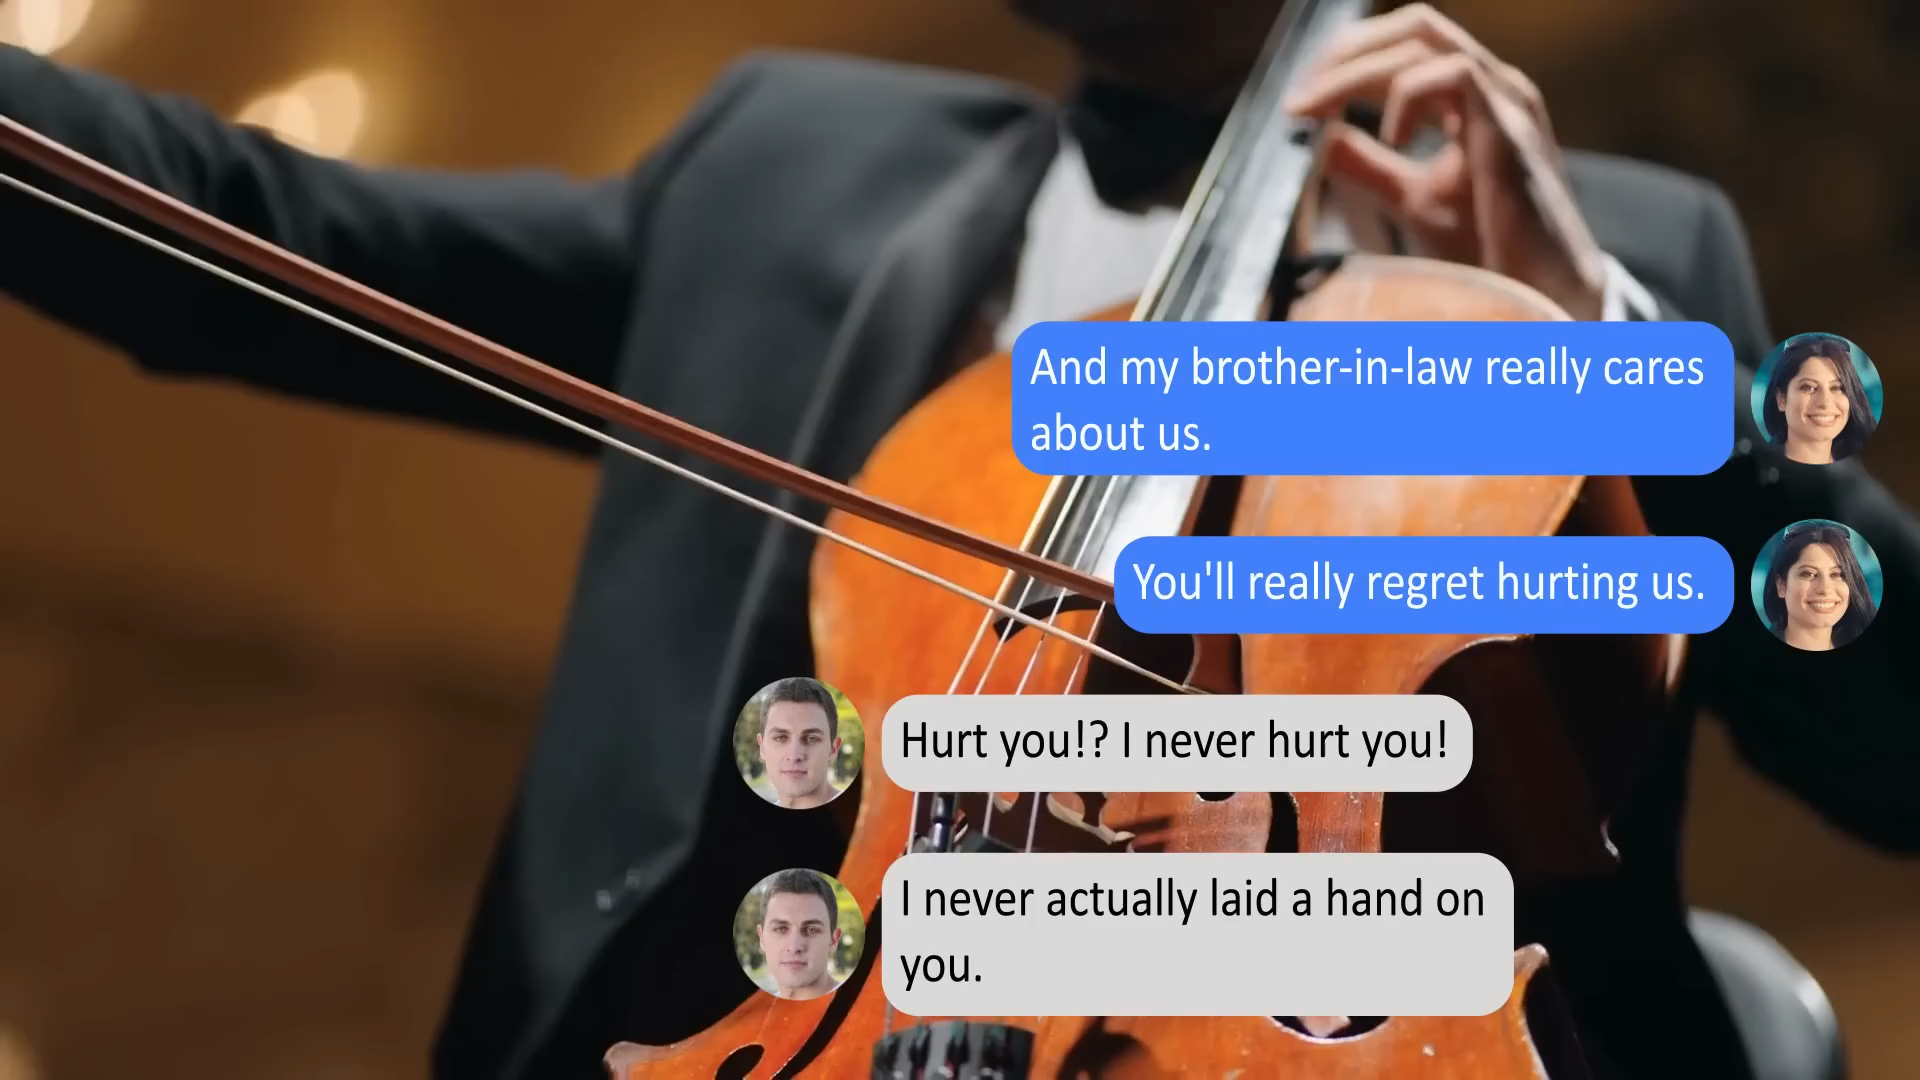 And my brother-in-law really cares
about us.
You'll really regret hurting us.
Hurt you!? I never hurt you!
I never actually laid a hand on
you.